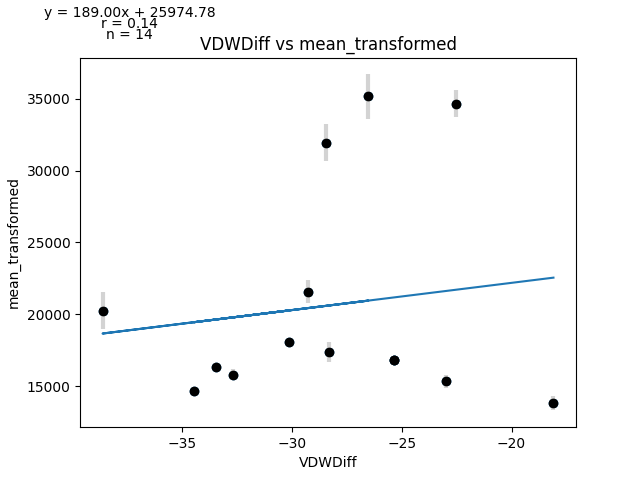 y = 189.00x + 25974.78
r = 0.14
n = 14
VDWDiff vs mean_transformed
mean_transformed
35000
30000
25000
20000
15000
−35
−30
−25
−20
VDWDiff